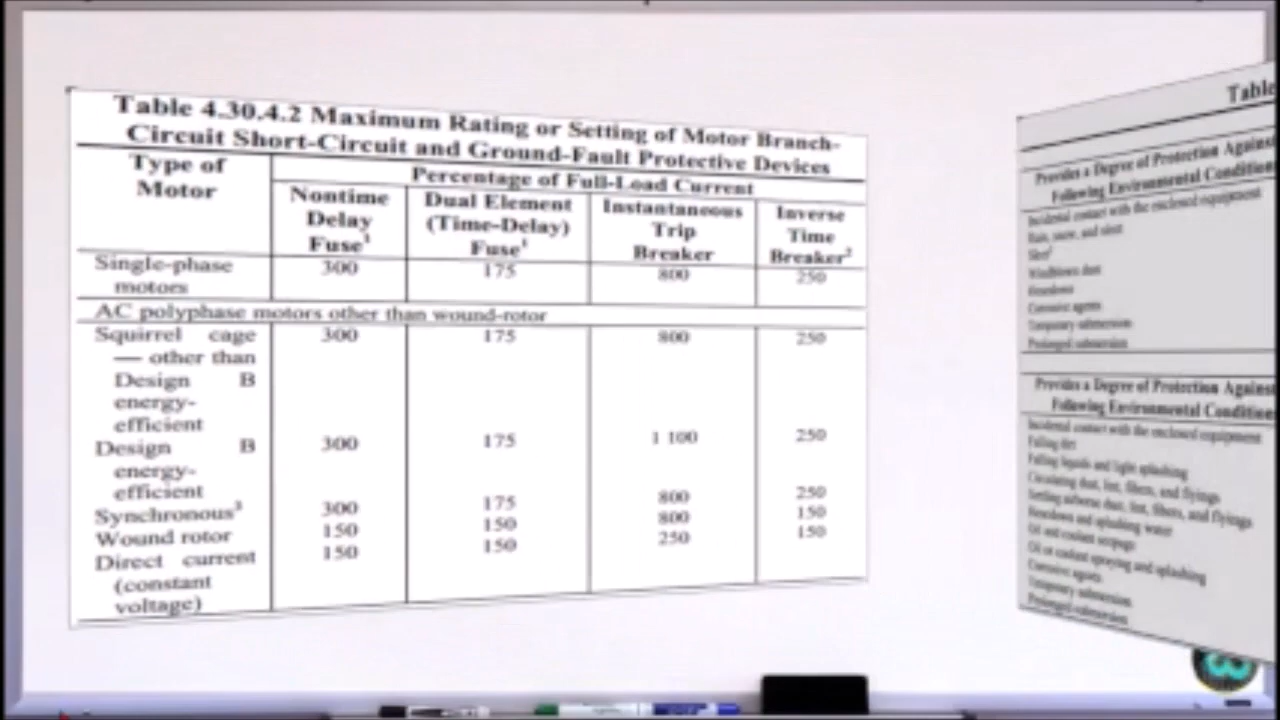 Table 4.30.4.2 Maximum Rating or Setting of Motor Branch-
Circuit Short-Circuit and Ground-Fault Protective Devices
Type of
Motor
Percentage of Full-Load Current
Nontime
Delay
Fuse¹
Dual Element
(Time-Delay)
Fuse¹
Instantaneous
Trip
Breaker
Inverse
Time
Breaker²
Single-phase
motors
300 175 800 250
AC polyphase motors other than wound-rotor
Squirrel cage 300 175 800 250
— other than
Design B
energy-
efficient
Design B 300 175 1 100 250
energy-
efficient
Synchronous³ 300 175 800 250
Wound rotor 150 150 800 150
Direct current 150 150 250 150
(constant
voltage)
Table
Provides a Degree of Protection Against
Following Environmental Condition
Incidental contact with the enclosed equipment
Rain, snow, and sleet
Sleet
Windblown dust
Hosedown
Corrosive agents
Temporary submersion
Prolonged submersion
Provides a Degree of Protection Against
Following Environmental Condition
Incidental contact with the enclosed equipment
Falling dirt
Falling liquids and light splashing
Circulating dust, lint, fibers, and flyings
Settling airborne dust, lint, fibers, and flyings
Hosedown and splashing water
Oil and coolant seepage
Oil or coolant spraying and splashing
Corrosive agents
Temporary submersion
Prolonged submersion